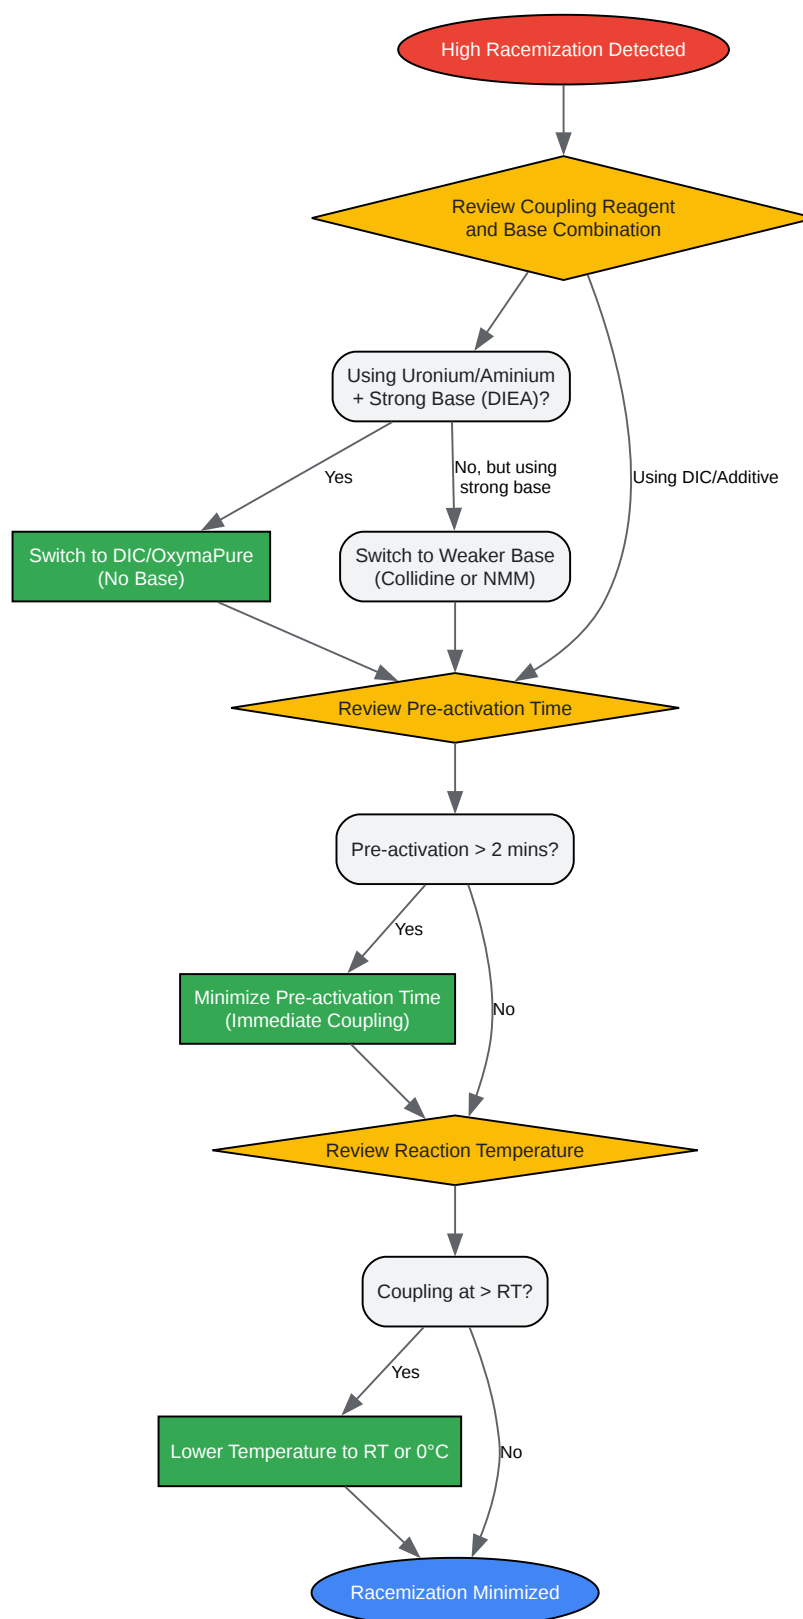 High Racemization Detected
Review Coupling Reagent
and Base Combination
Using Uronium/Aminium
+ Strong Base (DIEA)?
Yes
No, but using
strong base
Using DIC/Additive
Switch to DIC/OxymaPure
(No Base)
Switch to Weaker Base
(Collidine or NMM)
Review Pre-activation Time
Pre-activation > 2 mins?
Yes
Minimize Pre-activation Time
(Immediate Coupling)
No
Review Reaction Temperature
Coupling at > RT?
Yes
Lower Temperature to RT or 0°C
No
Racemization Minimized